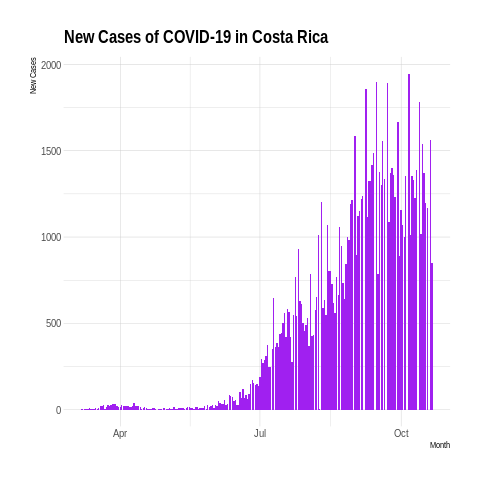 New Cases of COVID-19 in Costa Rica
New Cases
2000
1500
1000
500
0
Apr
Jul
Oct
Month